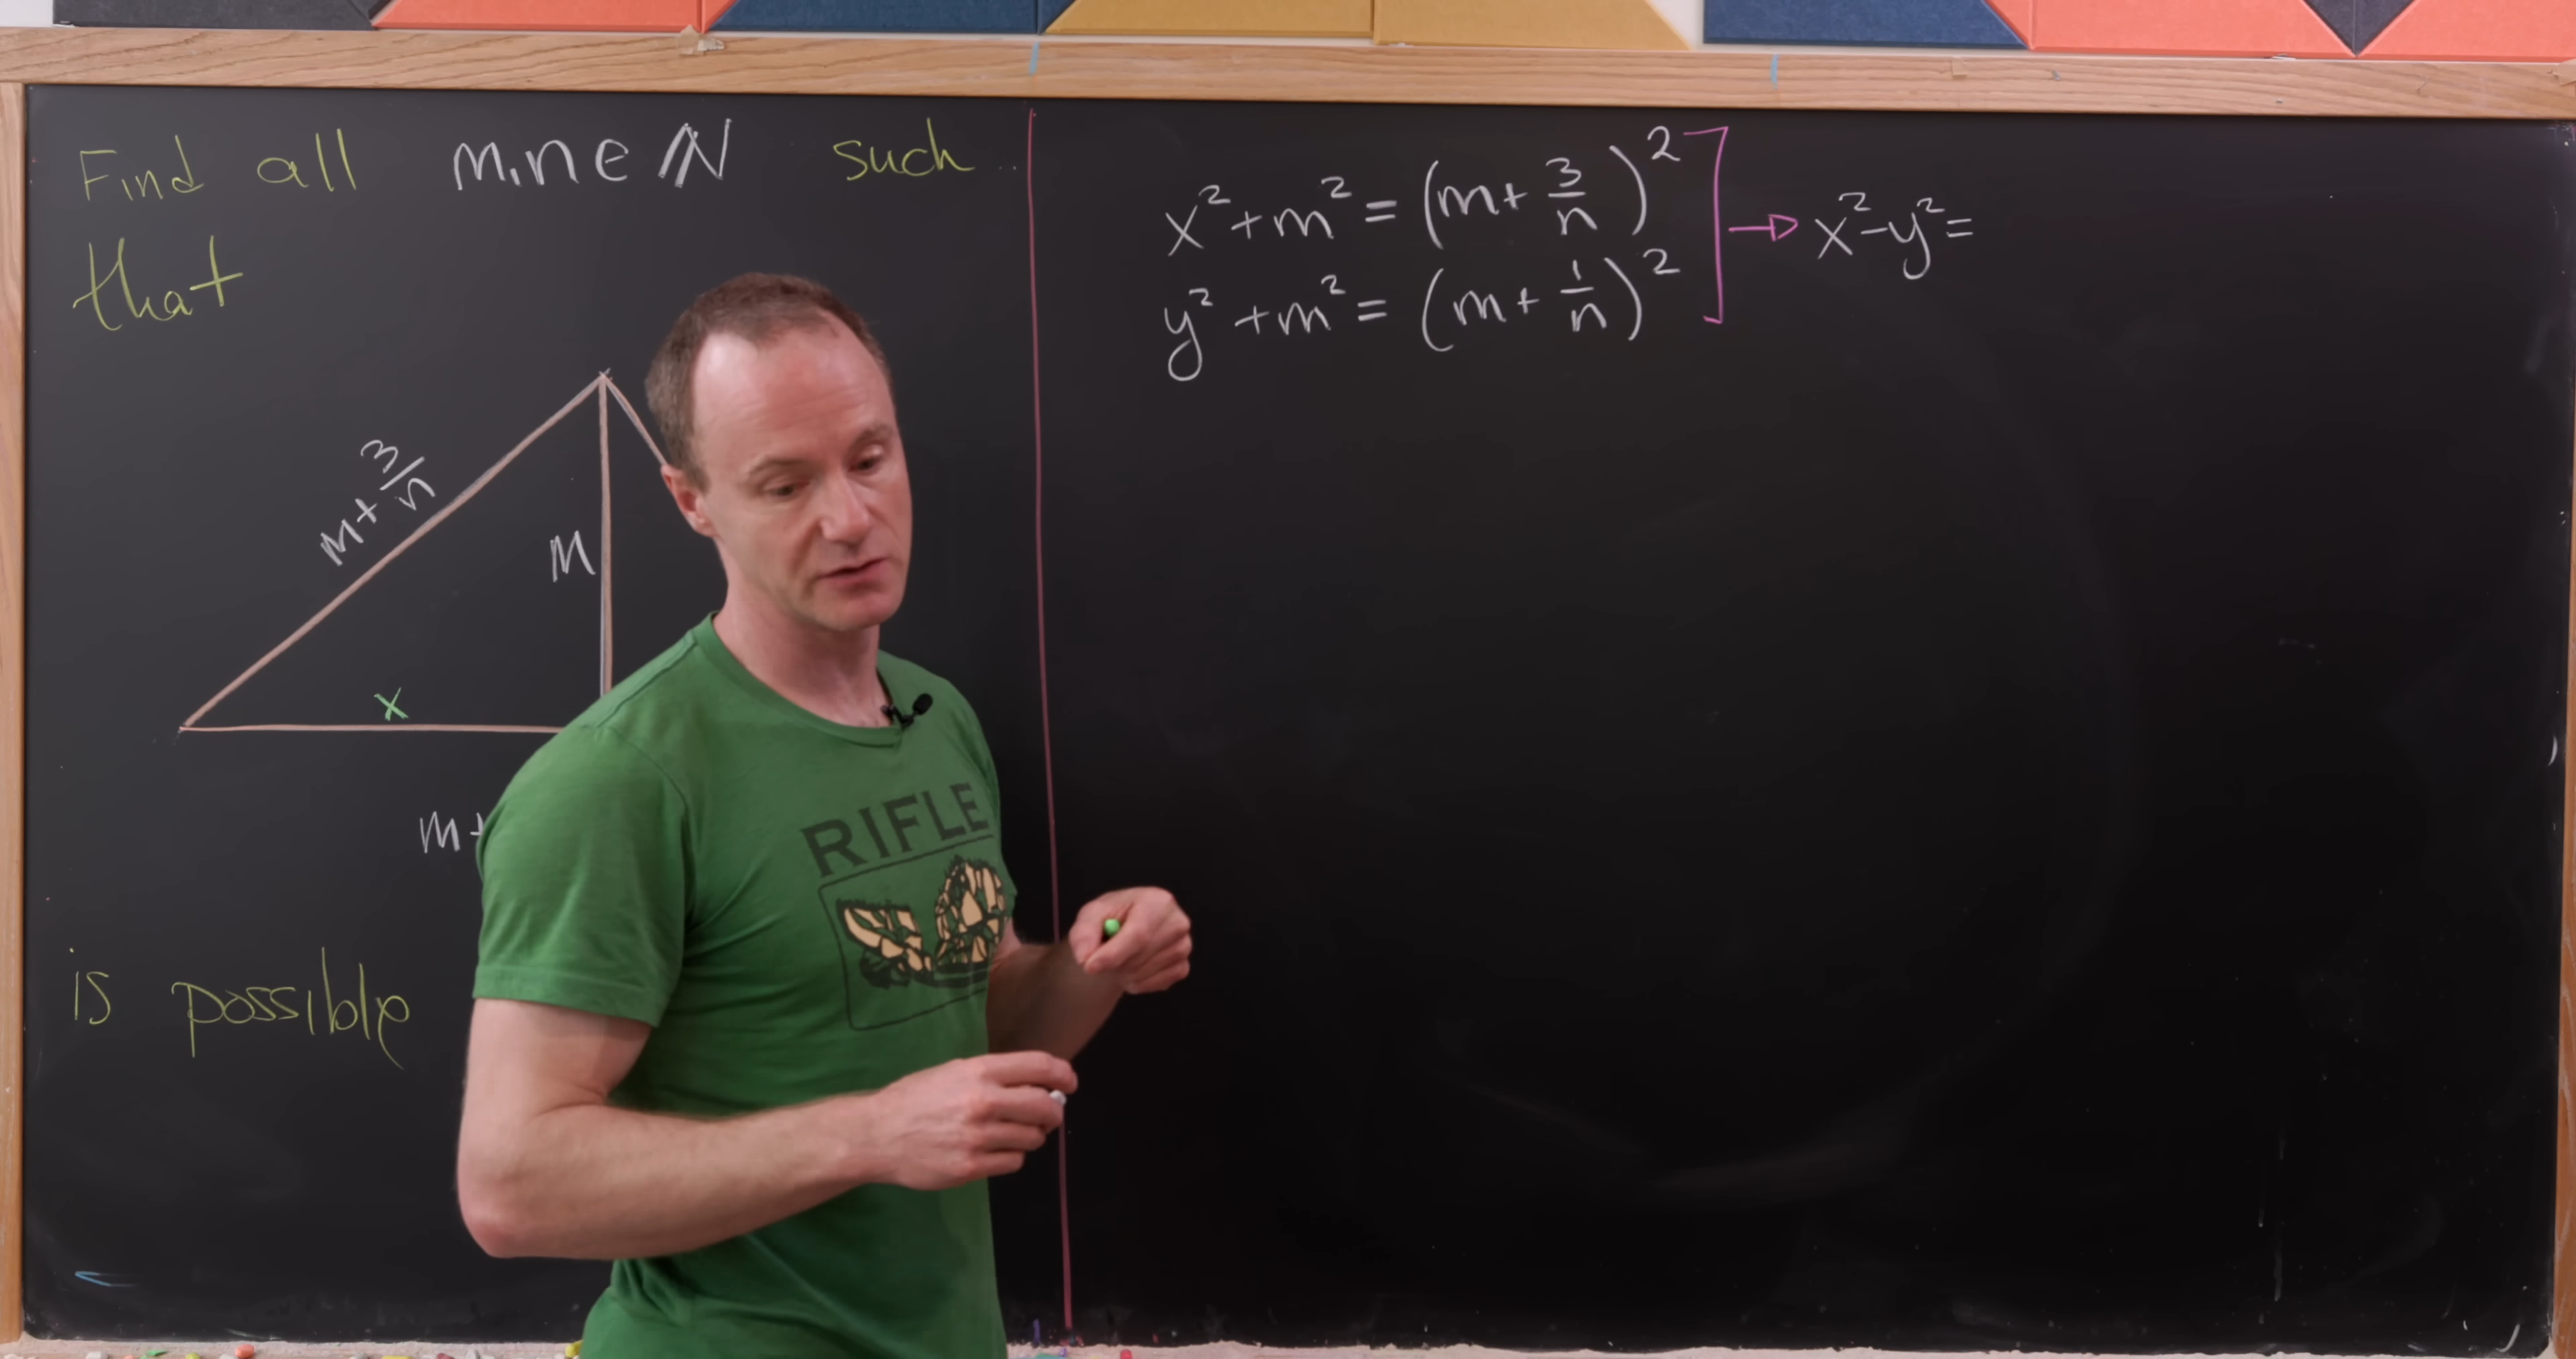 Find all m,n∈ℕ such
that
m+3/n
m
x
m+
is possible
x²+m²=(m+3/n)²
y²+m²=(m+1/n)²
→ x²-y²=
RIFLE